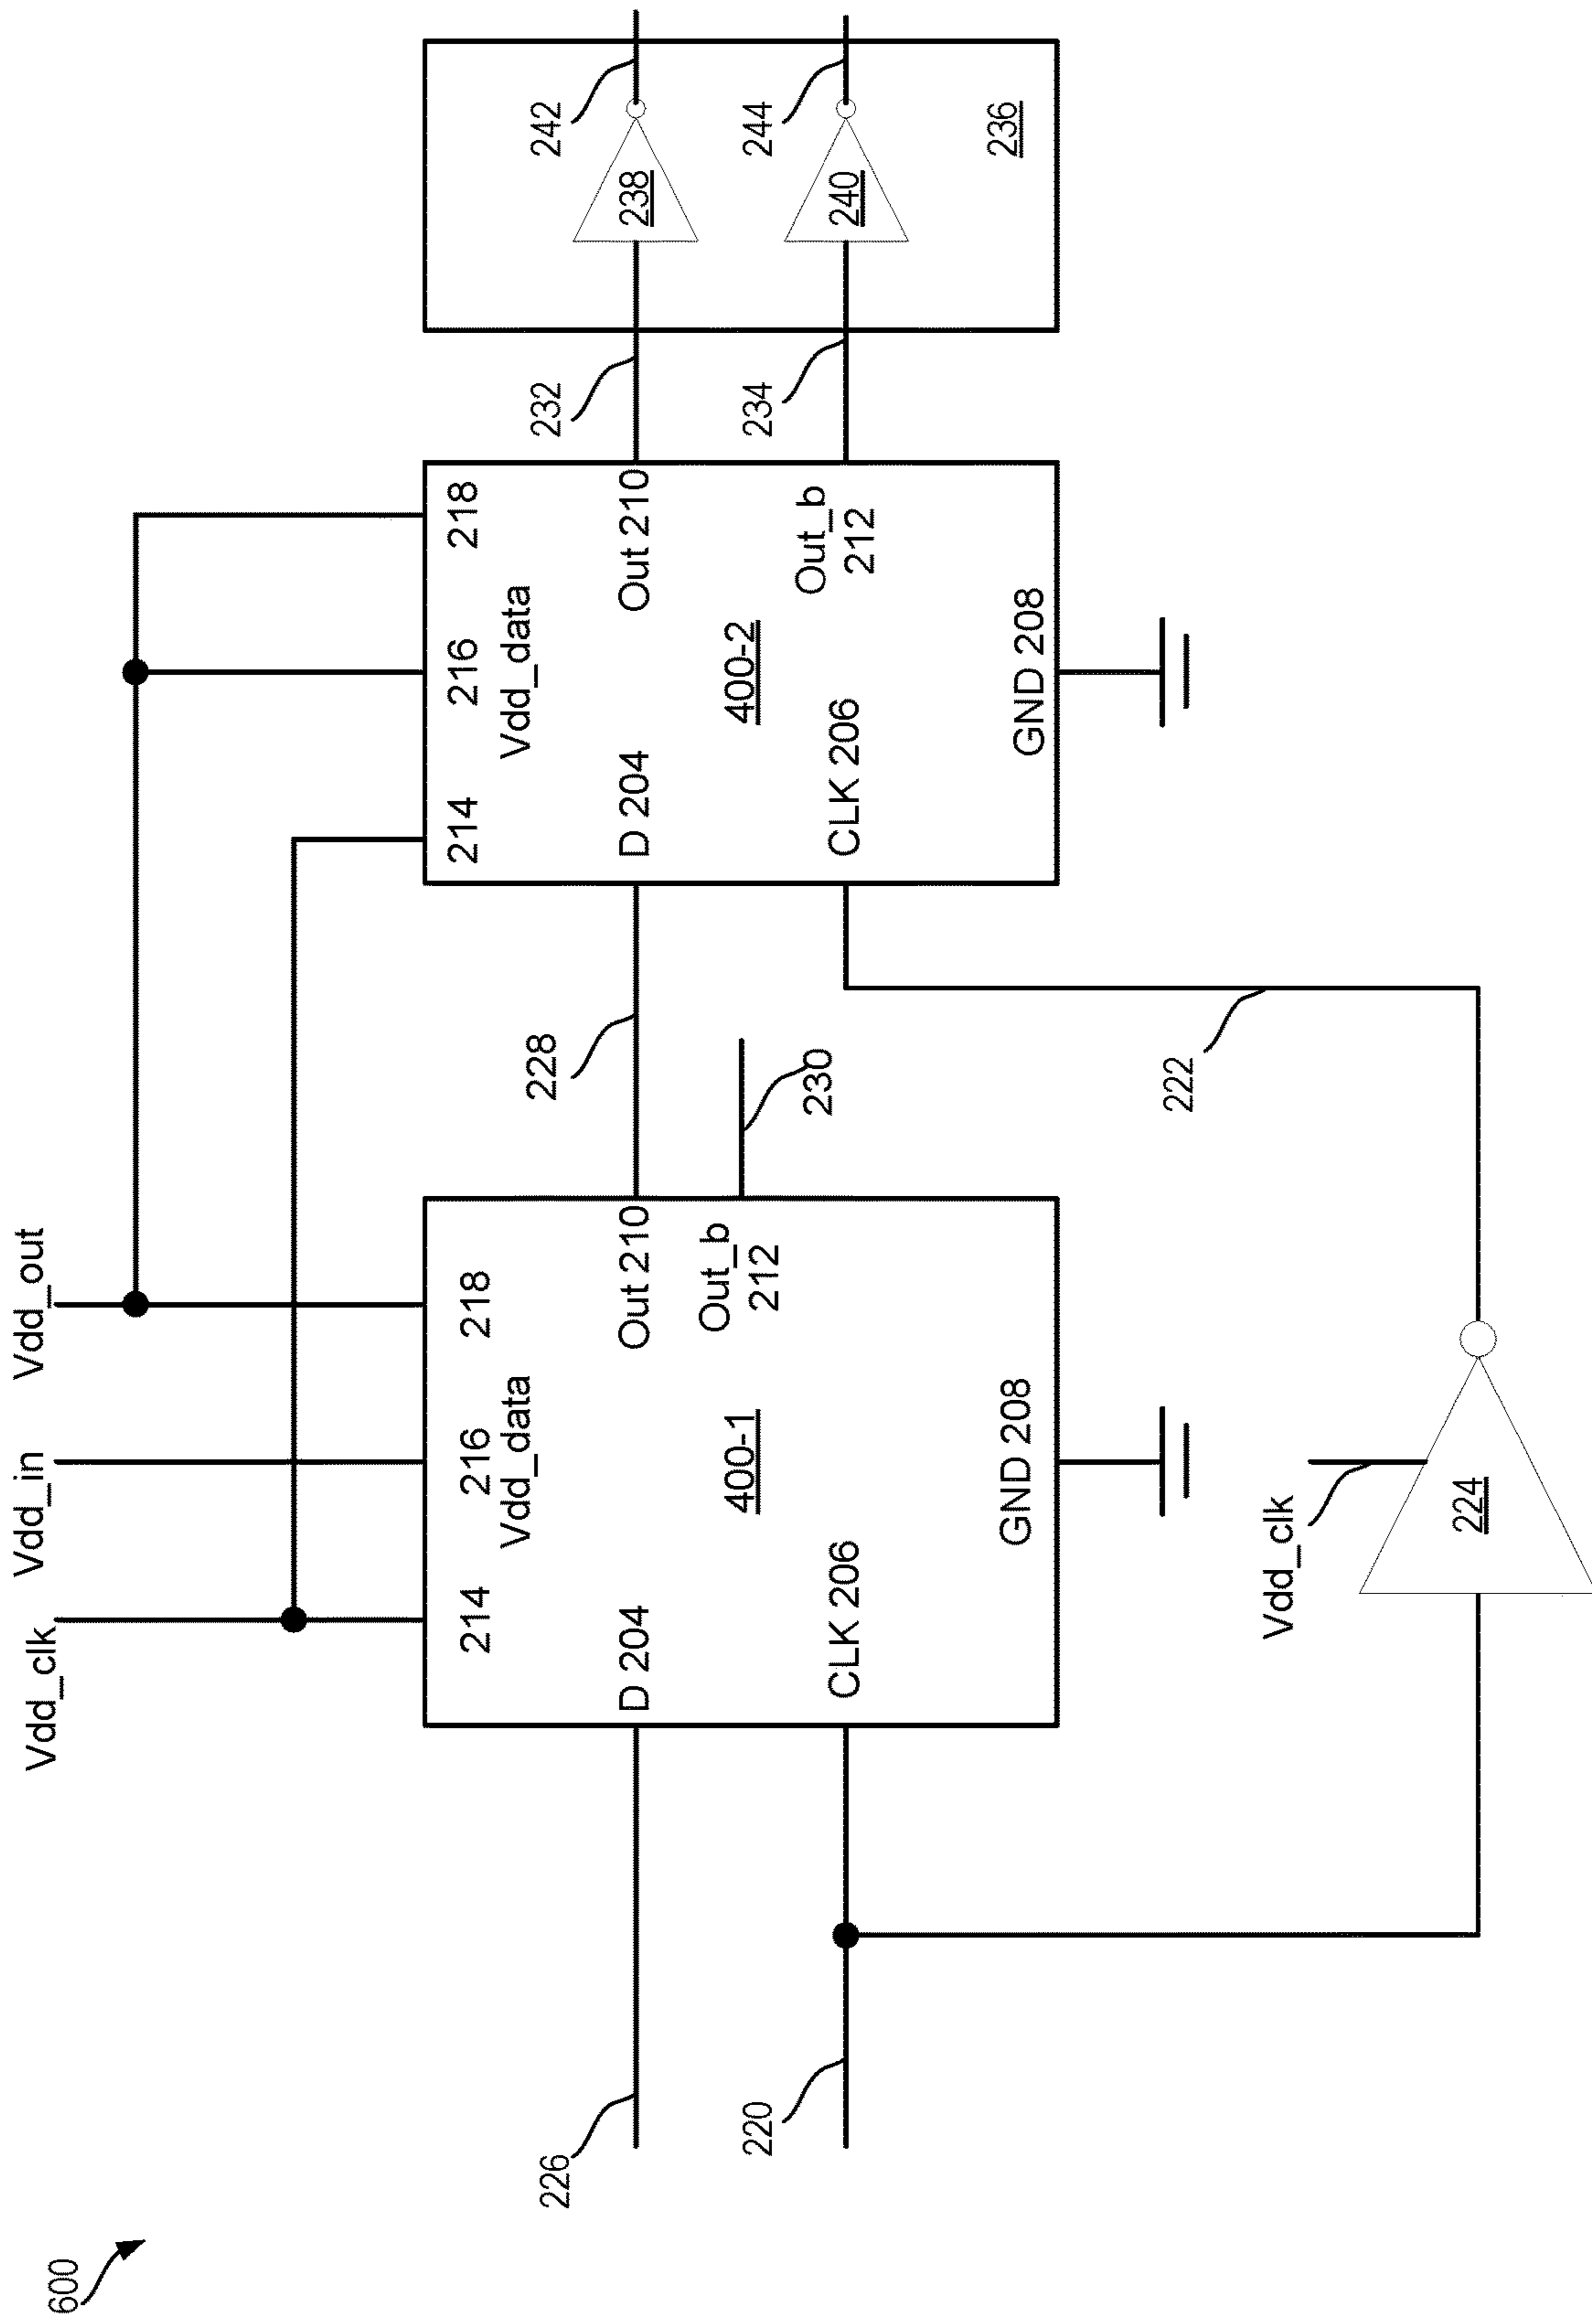 600
Vdd_clk
Vdd_in
Vdd_out
214
216
218
Vdd_data
D 204
Out 210
Out_b
212
400-1
CLK 206
GND 208
226
220
228
230
214
216
218
Vdd_data
D 204
Out 210
Out_b
212
400-2
CLK 206
GND 208
232
234
238
240
242
244
236
222
Vdd_clk
224